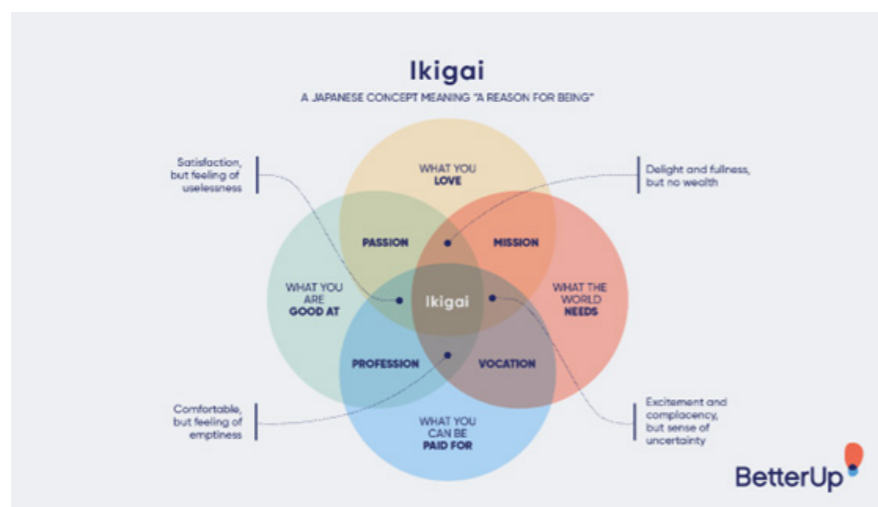 Ikigai
A JAPANESE CONCEPT MEANING "A REASON FOR BEING"
Satisfaction,
but feeling of
uselessness
WHAT YOU
LOVE
Delight and fullness,
but no wealth
PASSION
MISSION
WHAT YOU
ARE
GOOD AT
Ikigai
WHAT THE
WORLD
NEEDS
PROFESSION
VOCATION
Comfortable,
but feeling of
emptiness
WHAT YOU
CAN BE
PAID FOR
Excitement and
complacency,
but sense of
uncertainty
BetterUp